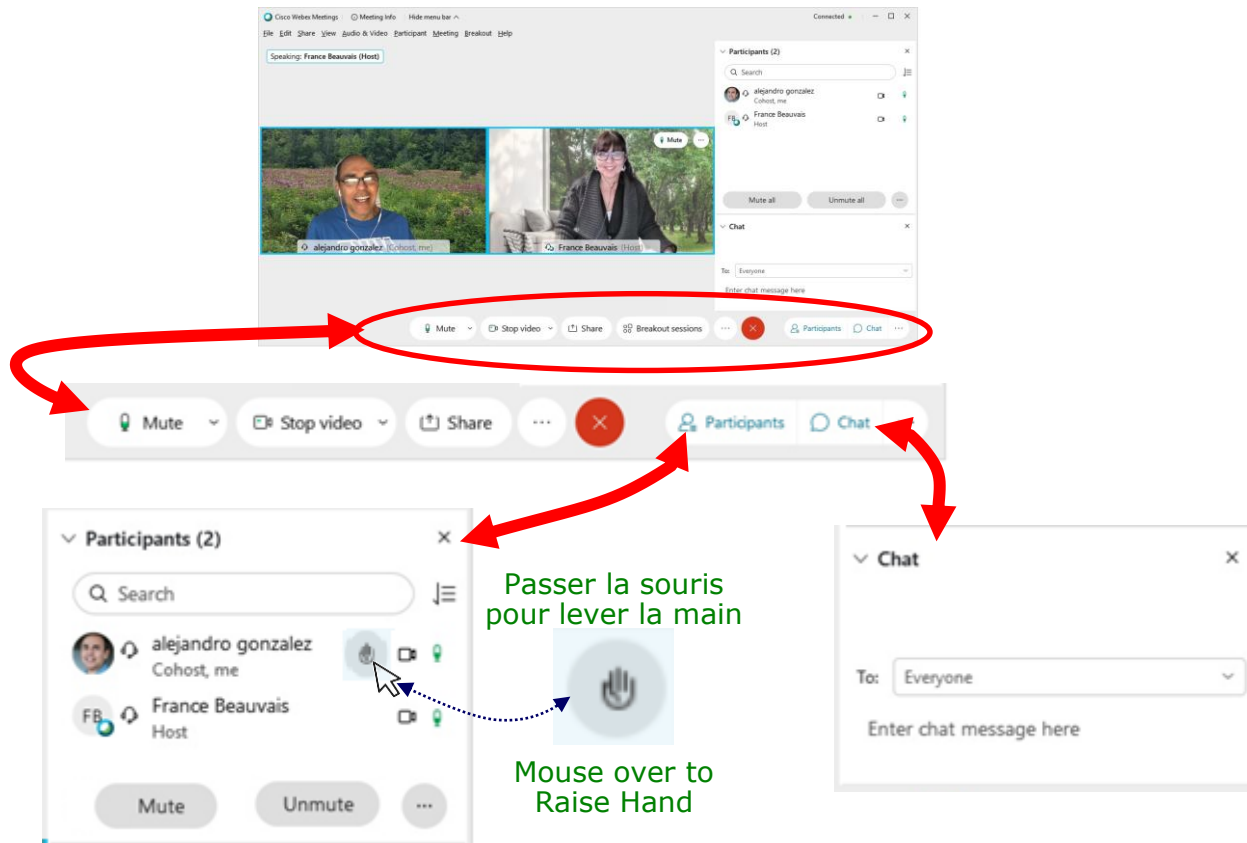 Cisco Webex Meetings Meeting Info Hide menu bar Connected
File Edit Share View Audio & Video Participant Meeting Breakout Help
Speaking: France Beauvais (Host)
Participants (2)
Search
alejandro gonzalez
Cohost, me
FB France Beauvais
Host
Mute
Mute all Unmute all
alejandro gonzalez (Cohost, me)
France Beauvais (Host)
Chat
To: Everyone
Enter chat message here
Mute Stop video Share Breakout sessions Participants Chat
Mute Stop video Share Participants Chat
Participants (2)
Search
alejandro gonzalez
Cohost, me
FB France Beauvais
Host
Mute Unmute
Passer la souris
pour lever la main
Mouse over to
Raise Hand
Chat
To: Everyone
Enter chat message here